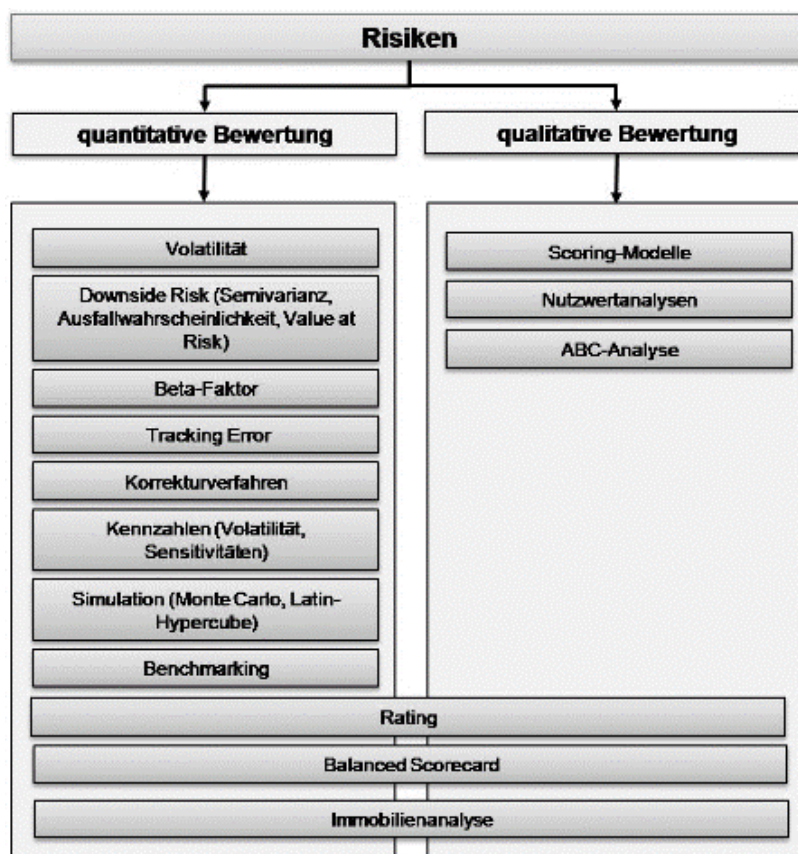 Risiken
quantitative Bewertung
qualitative Bewertung
Volatilität
Downside Risk (Semivarianz,
Ausfallwahrscheinlichkeit, Value at
Risk)
Beta-Faktor
Tracking Error
Korrekturverfahren
Kennzahlen (Volatilität,
Sensitivitäten)
Simulation (Monte Carlo, Latin-
Hypercube)
Benchmarking
Scoring-Modelle
Nutzwertanalysen
ABC-Analyse
Rating
Balanced Scorecard
Immobilienanalyse